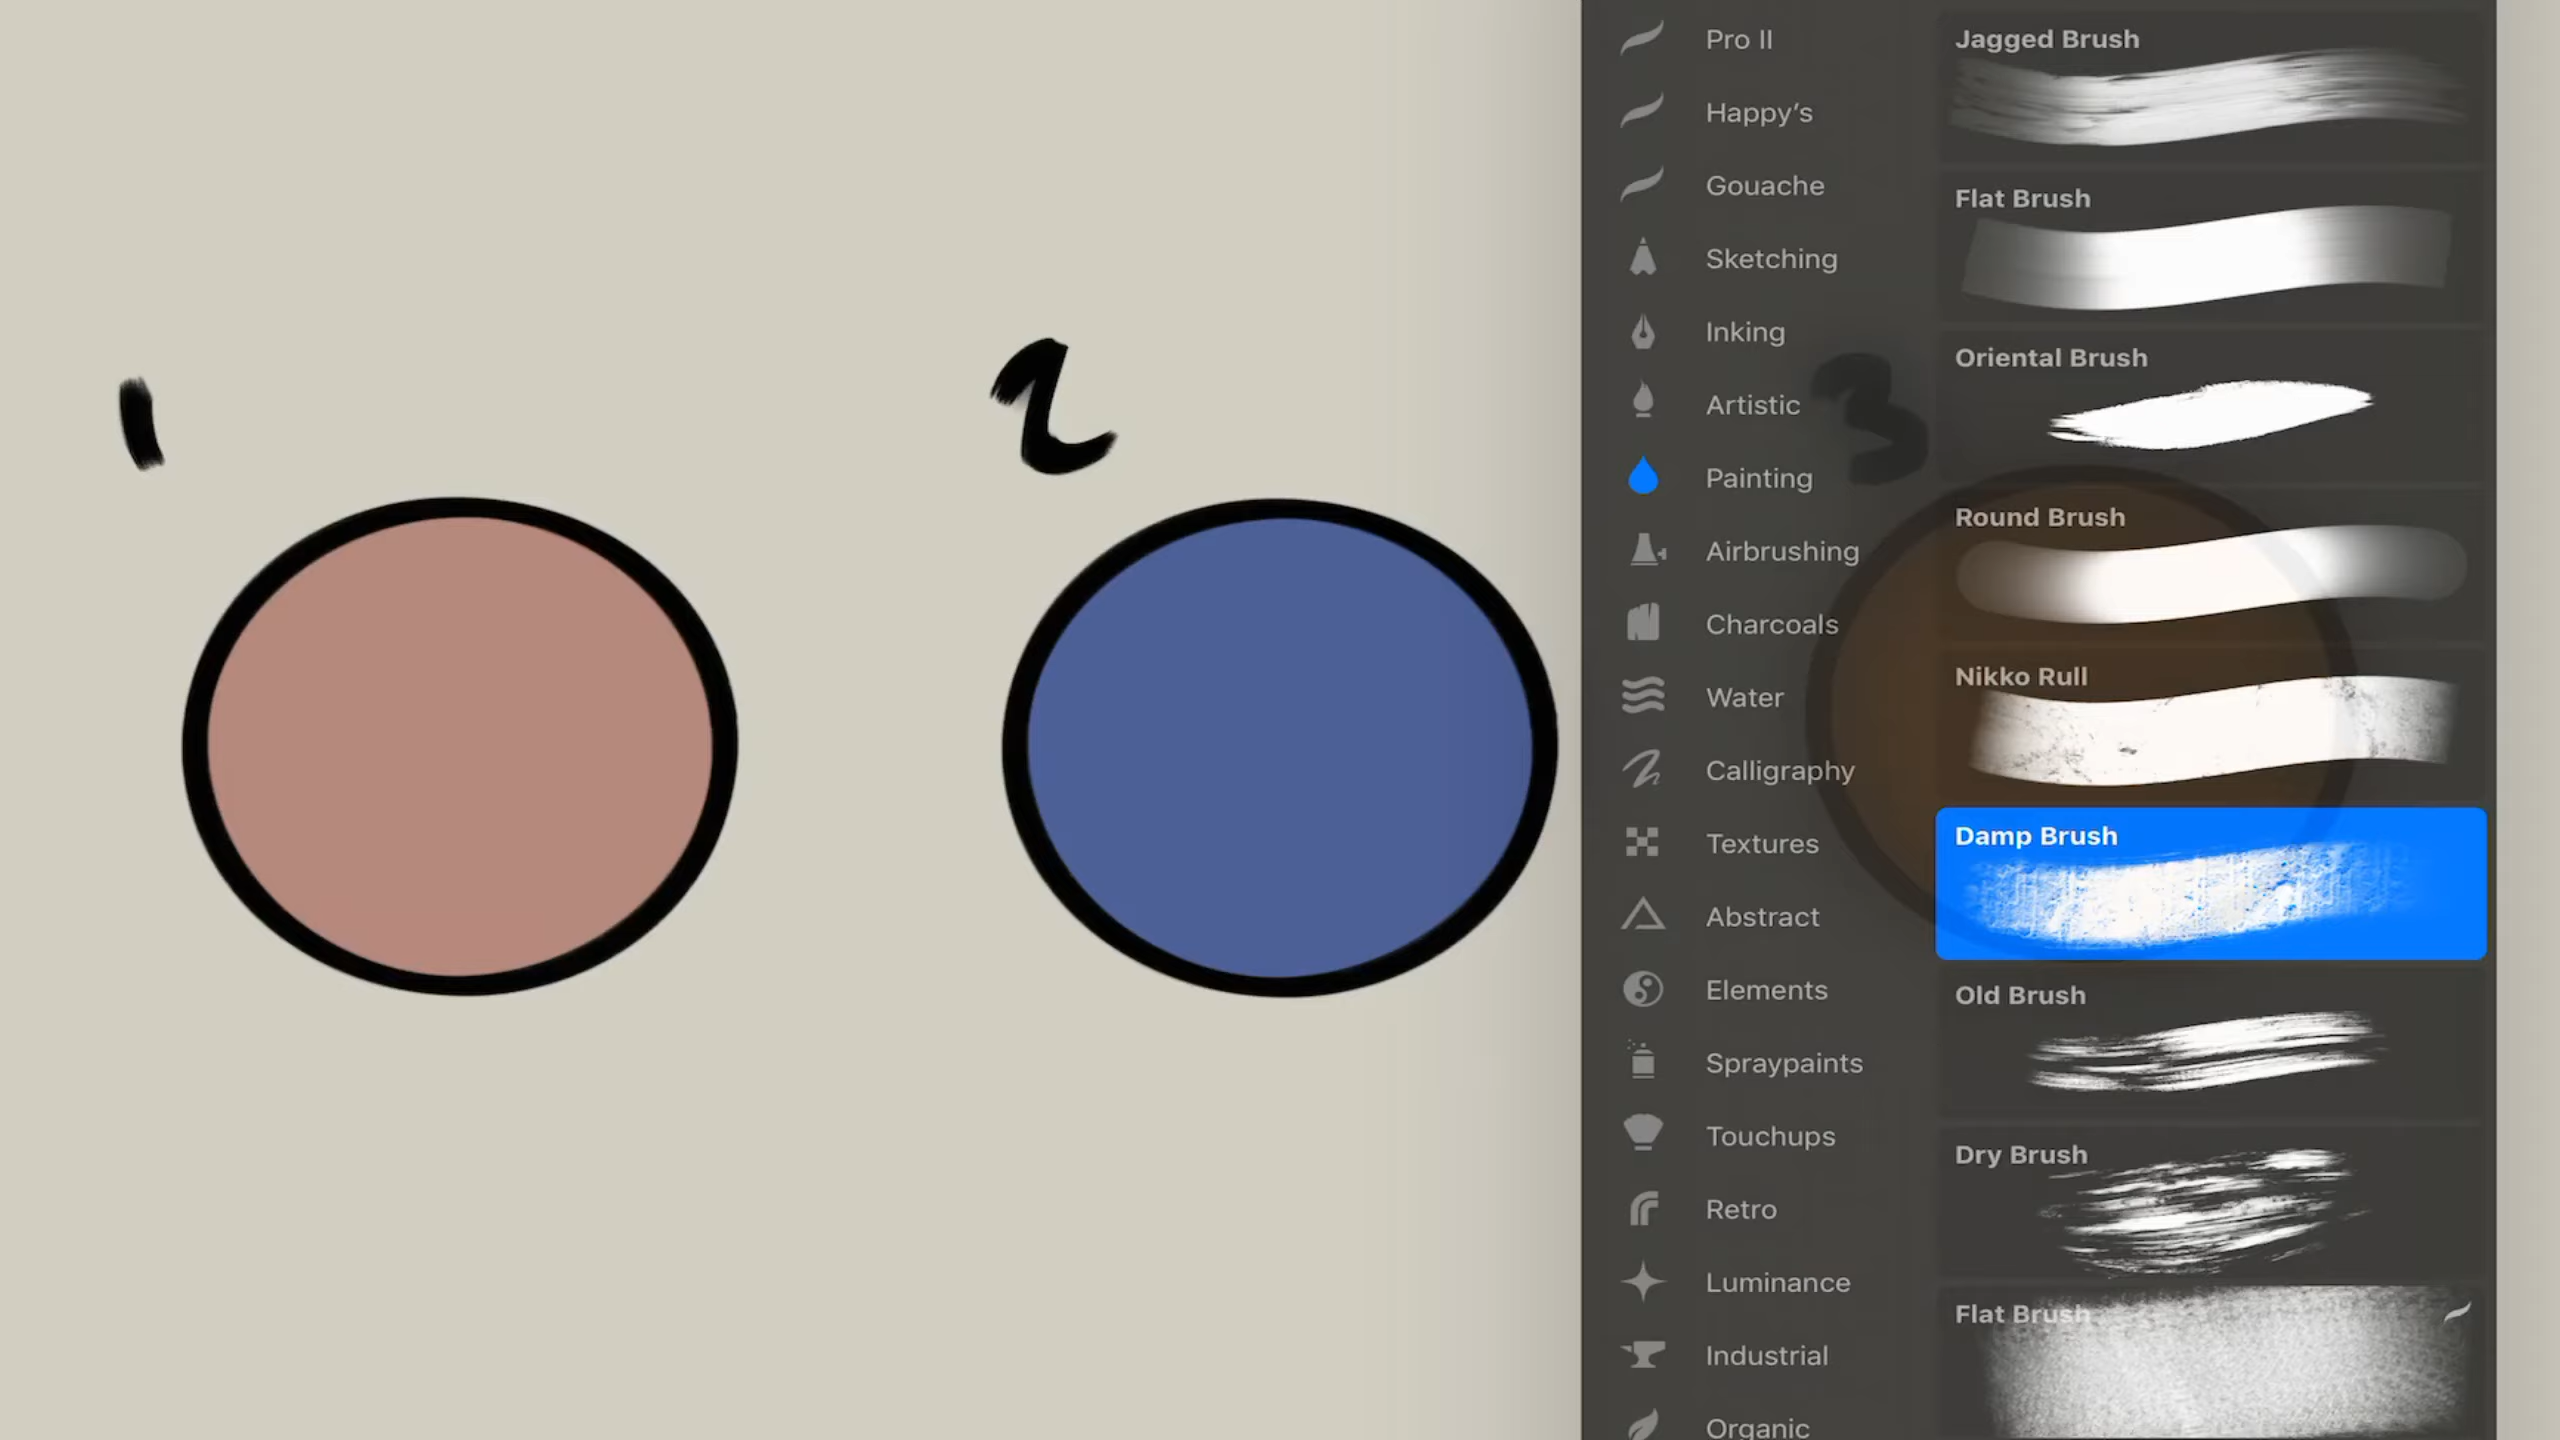 1
2
3
Pro II
Happy’s
Gouache
Sketching
Inking
Artistic
Painting
Airbrushing
Charcoals
Water
Calligraphy
Textures
Abstract
Elements
Spraypaints
Touchups
Retro
Luminance
Industrial
Organic
Jagged Brush
Flat Brush
Oriental Brush
Round Brush
Nikko Rull
Damp Brush
Old Brush
Dry Brush
Flat Brush